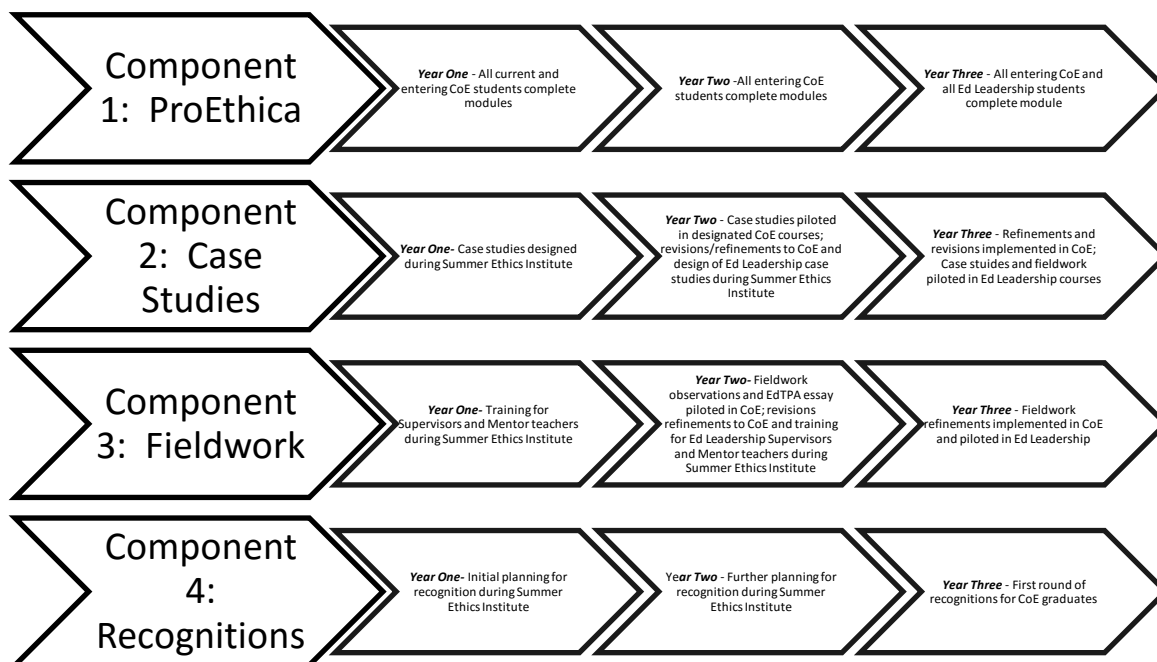 Component
1: ProEthica
Year One - All current and
entering CoE students complete
modules
Year Two -All entering CoE
students complete modules
Year Three - All entering CoE and
all Ed Leadership students
complete module
Component
2: Case
Studies
Year One- Case studies designed
during Summer Ethics Institute
Year Two - Case studies piloted
in designated CoE courses;
revisions/refinements to CoE and
design of Ed Leadership case
studies during Summer Ethics
Institute
Year Three - Refinements and
revisions implemented in CoE;
Case stuides and fieldwork
piloted in Ed Leadership courses
Component
3: Fieldwork
Year One- Training for
Supervisors and Mentor teachers
during Summer Ethics Institute
Year Two- Fieldwork
observations and EdTPA essay
piloted in CoE; revisions
refinements to CoE and training
for Ed Leadership Supervisors
and Mentor teachers during
Summer Ethics Institute
Year Three - Fieldwork
refinements implemented in CoE
and piloted in Ed Leadership
Component
4:
Recognitions
Year One- Initial planning for
recognition during Summer
Ethics Institute
Year Two - Further planning for
recognition during Summer
Ethics Institute
Year Three - First round of
recognitions for CoE graduates